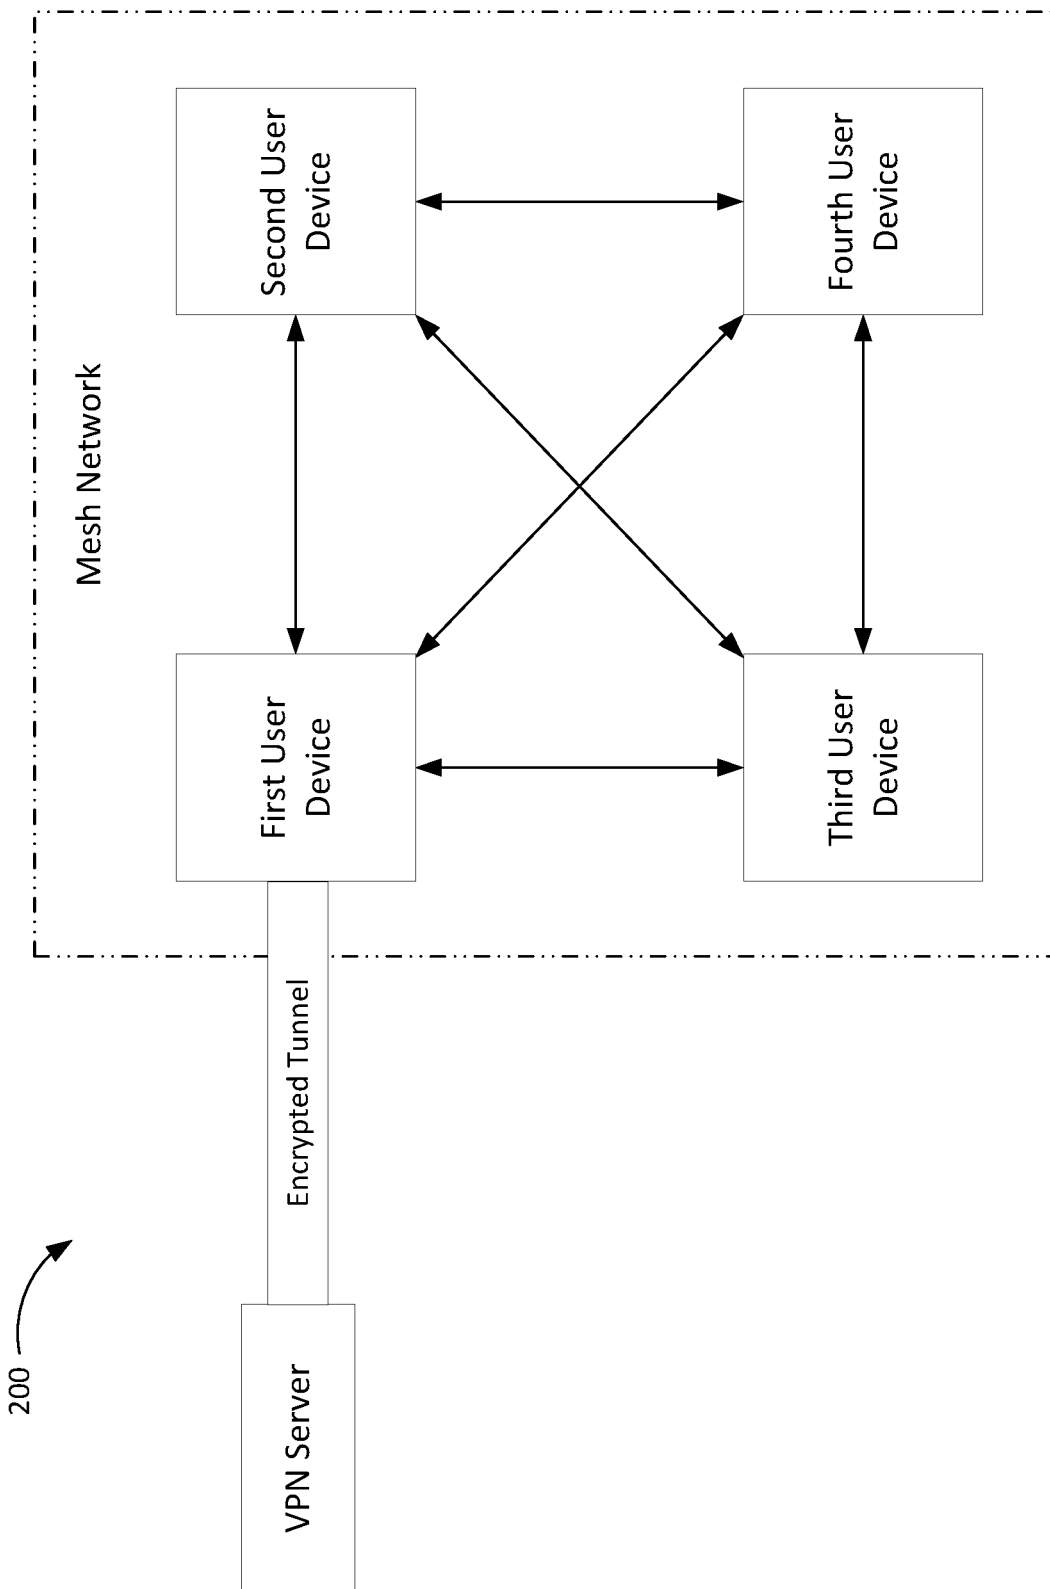 200
Mesh Network
VPN Server
Encrypted Tunnel
First User
Device
Second User
Device
Third User
Device
Fourth User
Device